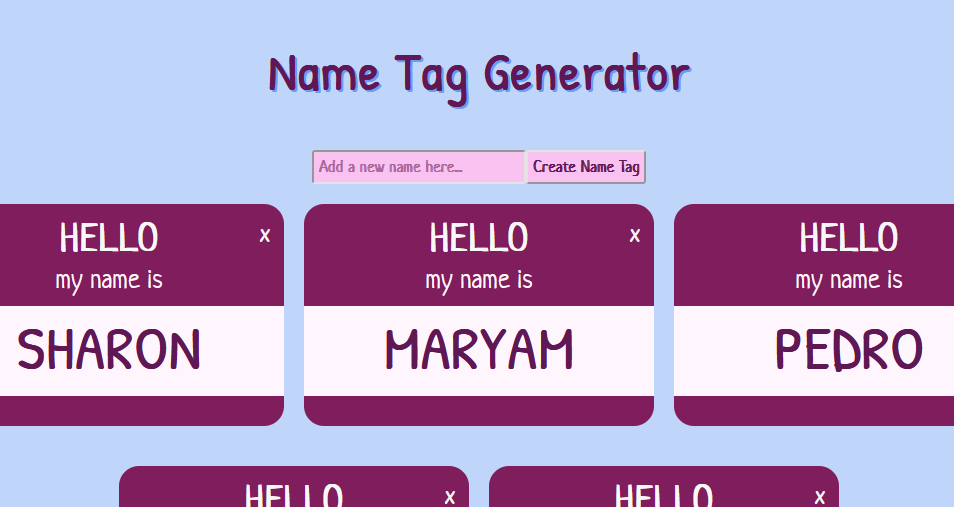 Name Tag Generator
Add a new name here...
Create Name Tag
HELLO
x
my name is
SHARON
HELLO
x
my name is
MARYAM
HELLO
my name is
PEDRO
HELLO
x
HELLO
x